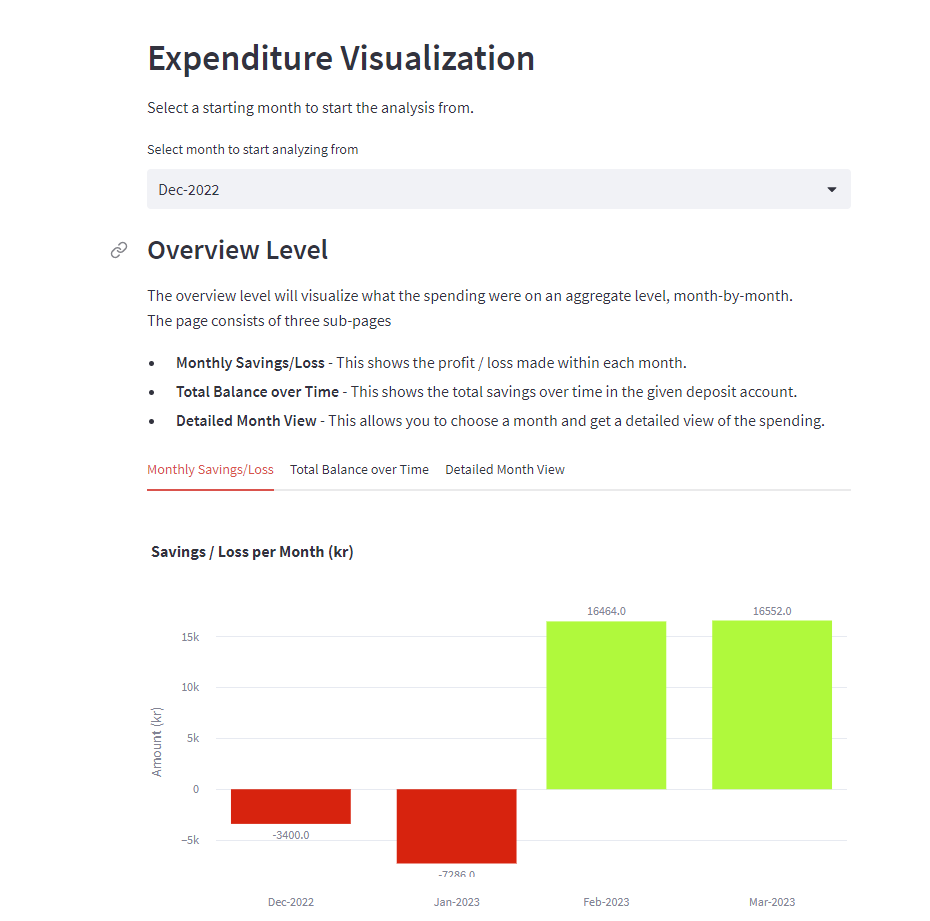 Expenditure Visualization
Select a starting month to start the analysis from.
Select month to start analyzing from
Dec-2022
Overview Level
The overview level will visualize what the spending were on an aggregate level, month-by-month.
The page consists of three sub-pages
• Monthly Savings/Loss - This shows the profit / loss made within each month.
• Total Balance over Time - This shows the total savings over time in the given deposit account.
• Detailed Month View - This allows you to choose a month and get a detailed view of the spending.
Monthly Savings/Loss Total Balance over Time Detailed Month View
Savings / Loss per Month (kr)
16464.0 16552.0
15k
10k
5k
Amount (kr)
0
-3400.0
−5k
-7286.0
Dec-2022 Jan-2023 Feb-2023 Mar-2023